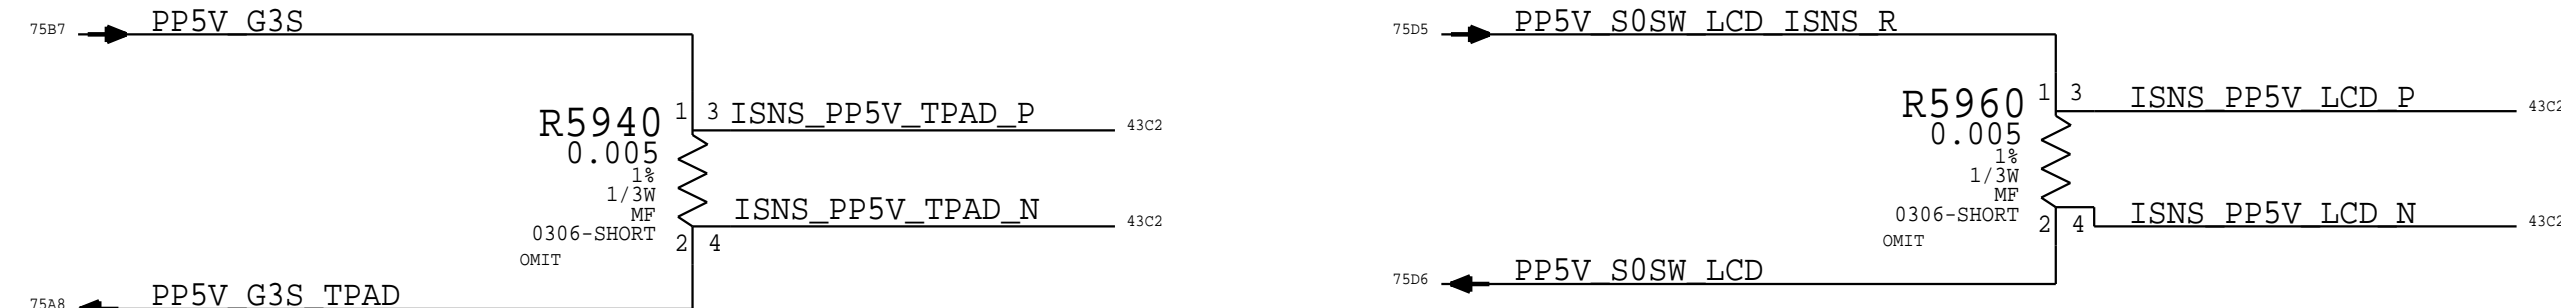 75B7 PP5V_G3S
R5940 1 3 ISNS_PP5V_TPAD_P 43C2
0.005
1%
1/3W
MF
ISNS_PP5V_TPAD_N 43C2
0306-SHORT 2 4
OMIT
75A8 PP5V_G3S_TPAD
75D5 PP5V_S0SW_LCD_ISNS_R
R5960 1 3 ISNS_PP5V_LCD_P 43C2
0.005
1%
1/3W
MF
0306-SHORT 2 4 ISNS_PP5V_LCD_N 43C2
OMIT
75D6 PP5V_S0SW_LCD